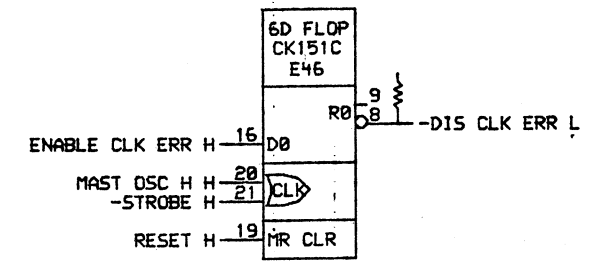 6D FLOP
CK151C
E46
9
R0 8 -DIS CLK ERR L
ENABLE CLK ERR H 16 D0
MAST OSC H H 20
CLK
-STROBE H 21
RESET H 19 MR CLR